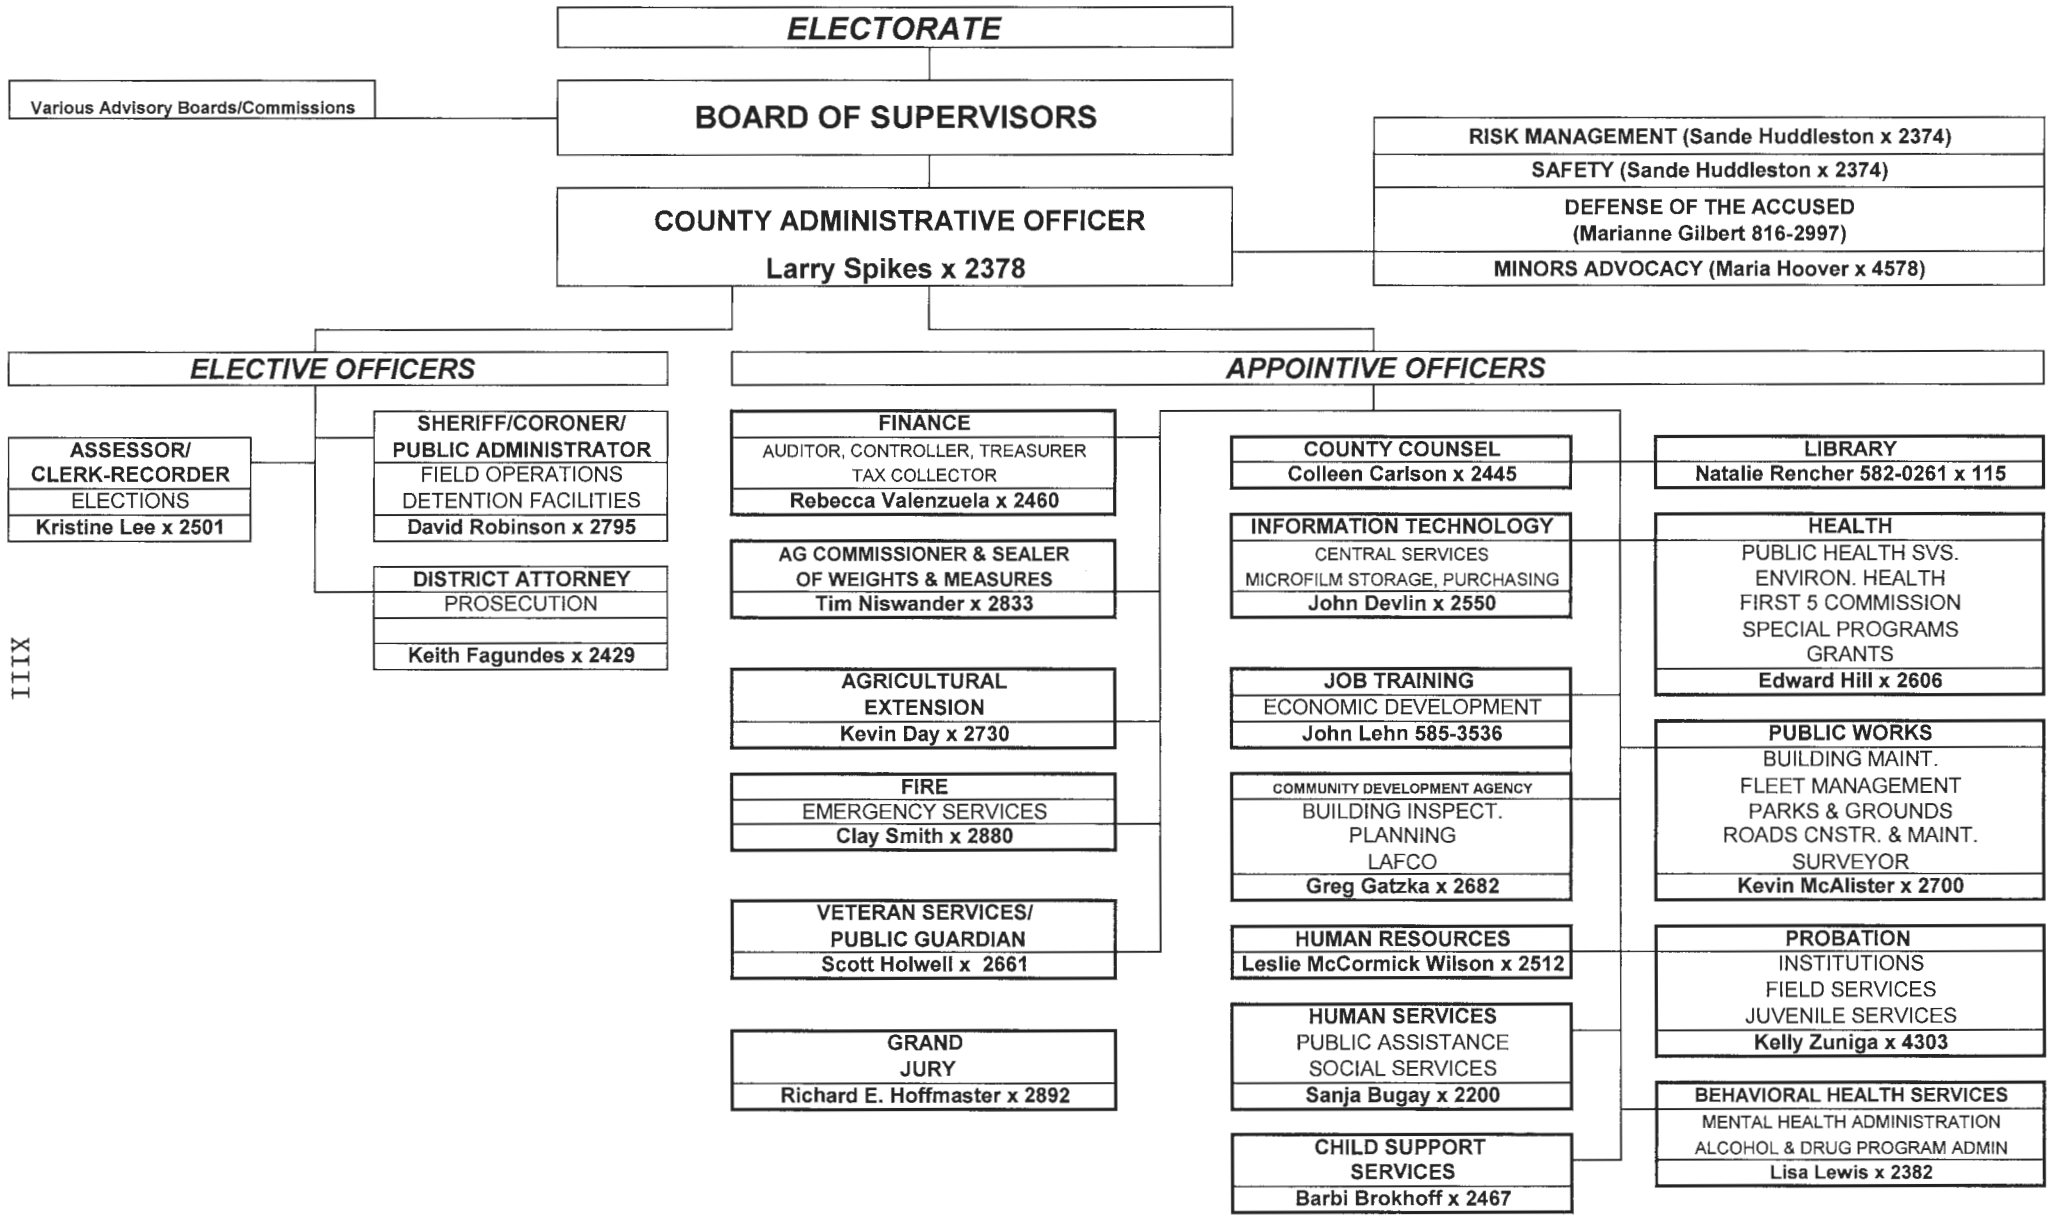 ELECTORATE
Various Advisory Boards/Commissions
BOARD OF SUPERVISORS
COUNTY ADMINISTRATIVE OFFICER
Larry Spikes x 2378
RISK MANAGEMENT (Sande Huddleston x 2374)
SAFETY (Sande Huddleston x 2374)
DEFENSE OF THE ACCUSED
(Marianne Gilbert 816-2997)
MINORS ADVOCACY (Maria Hoover x 4578)
ELECTIVE OFFICERS
ASSESSOR/
CLERK-RECORDER
ELECTIONS
Kristine Lee x 2501
SHERIFF/CORONER/
PUBLIC ADMINISTRATOR
FIELD OPERATIONS
DETENTION FACILITIES
David Robinson x 2795
DISTRICT ATTORNEY
PROSECUTION
Keith Fagundes x 2429
APPOINTIVE OFFICERS
FINANCE
AUDITOR, CONTROLLER, TREASURER
TAX COLLECTOR
Rebecca Valenzuela x 2460
AG COMMISSIONER & SEALER
OF WEIGHTS & MEASURES
Tim Niswander x 2833
AGRICULTURAL
EXTENSION
Kevin Day x 2730
FIRE
EMERGENCY SERVICES
Clay Smith x 2880
VETERAN SERVICES/
PUBLIC GUARDIAN
Scott Holwell x 2661
GRAND
JURY
Richard E. Hoffmaster x 2892
COUNTY COUNSEL
Colleen Carlson x 2445
INFORMATION TECHNOLOGY
CENTRAL SERVICES
MICROFILM STORAGE, PURCHASING
John Devlin x 2550
JOB TRAINING
ECONOMIC DEVELOPMENT
John Lehn 585-3536
COMMUNITY DEVELOPMENT AGENCY
BUILDING INSPECT.
PLANNING
LAFCO
Greg Gatzka x 2682
HUMAN RESOURCES
Leslie McCormick Wilson x 2512
HUMAN SERVICES
PUBLIC ASSISTANCE
SOCIAL SERVICES
Sanja Bugay x 2200
CHILD SUPPORT
SERVICES
Barbi Brokhoff x 2467
LIBRARY
Natalie Rencher 582-0261 x 115
HEALTH
PUBLIC HEALTH SVS.
ENVIRON. HEALTH
FIRST 5 COMMISSION
SPECIAL PROGRAMS
GRANTS
Edward Hill x 2606
PUBLIC WORKS
BUILDING MAINT.
FLEET MANAGEMENT
PARKS & GROUNDS
ROADS CNSTR. & MAINT.
SURVEYOR
Kevin McAlister x 2700
PROBATION
INSTITUTIONS
FIELD SERVICES
JUVENILE SERVICES
Kelly Zuniga x 4303
BEHAVIORAL HEALTH SERVICES
MENTAL HEALTH ADMINISTRATION
ALCOHOL & DRUG PROGRAM ADMIN
Lisa Lewis x 2382
XIII